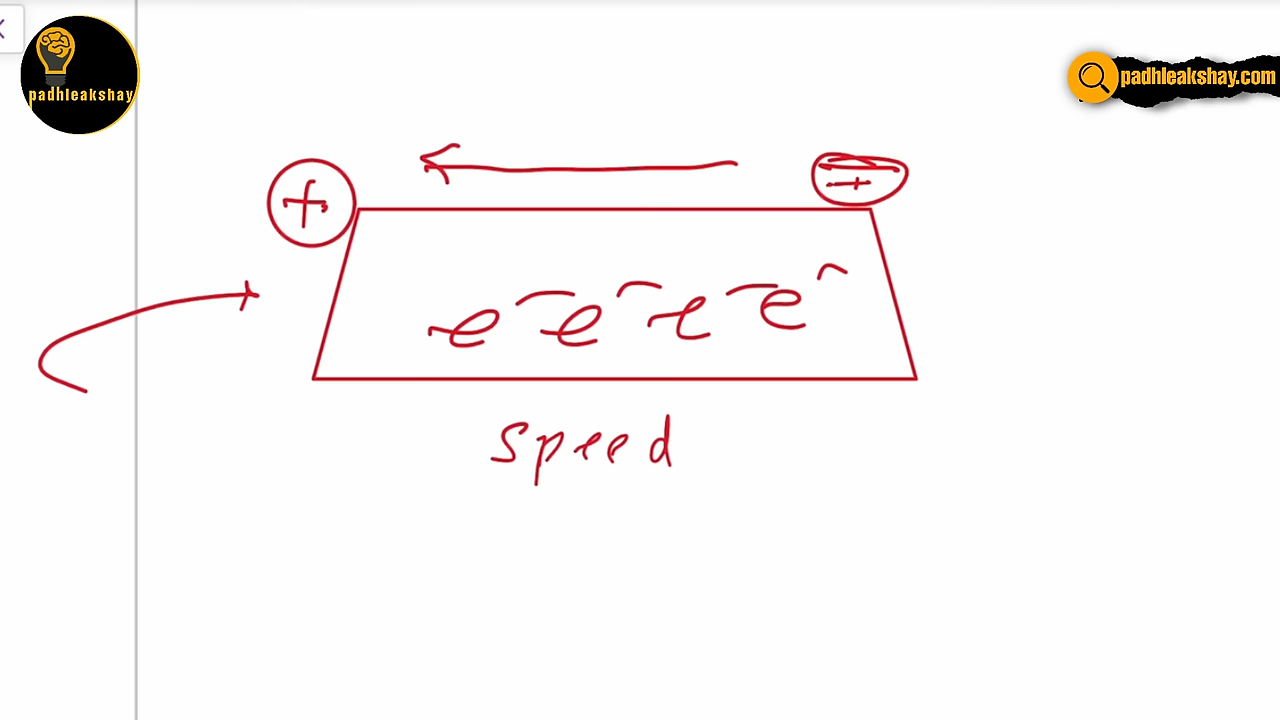 padhleakshay
padhleakshay.com
+
+
e⁻ e⁻ e⁻ e⁻
speed